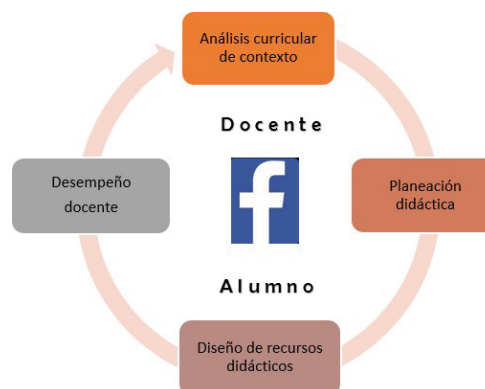 Análisis curricular
de contexto
Docente
Desempeño
docente
f
Planeación
didáctica
Alumno
Diseño de recursos
didácticos